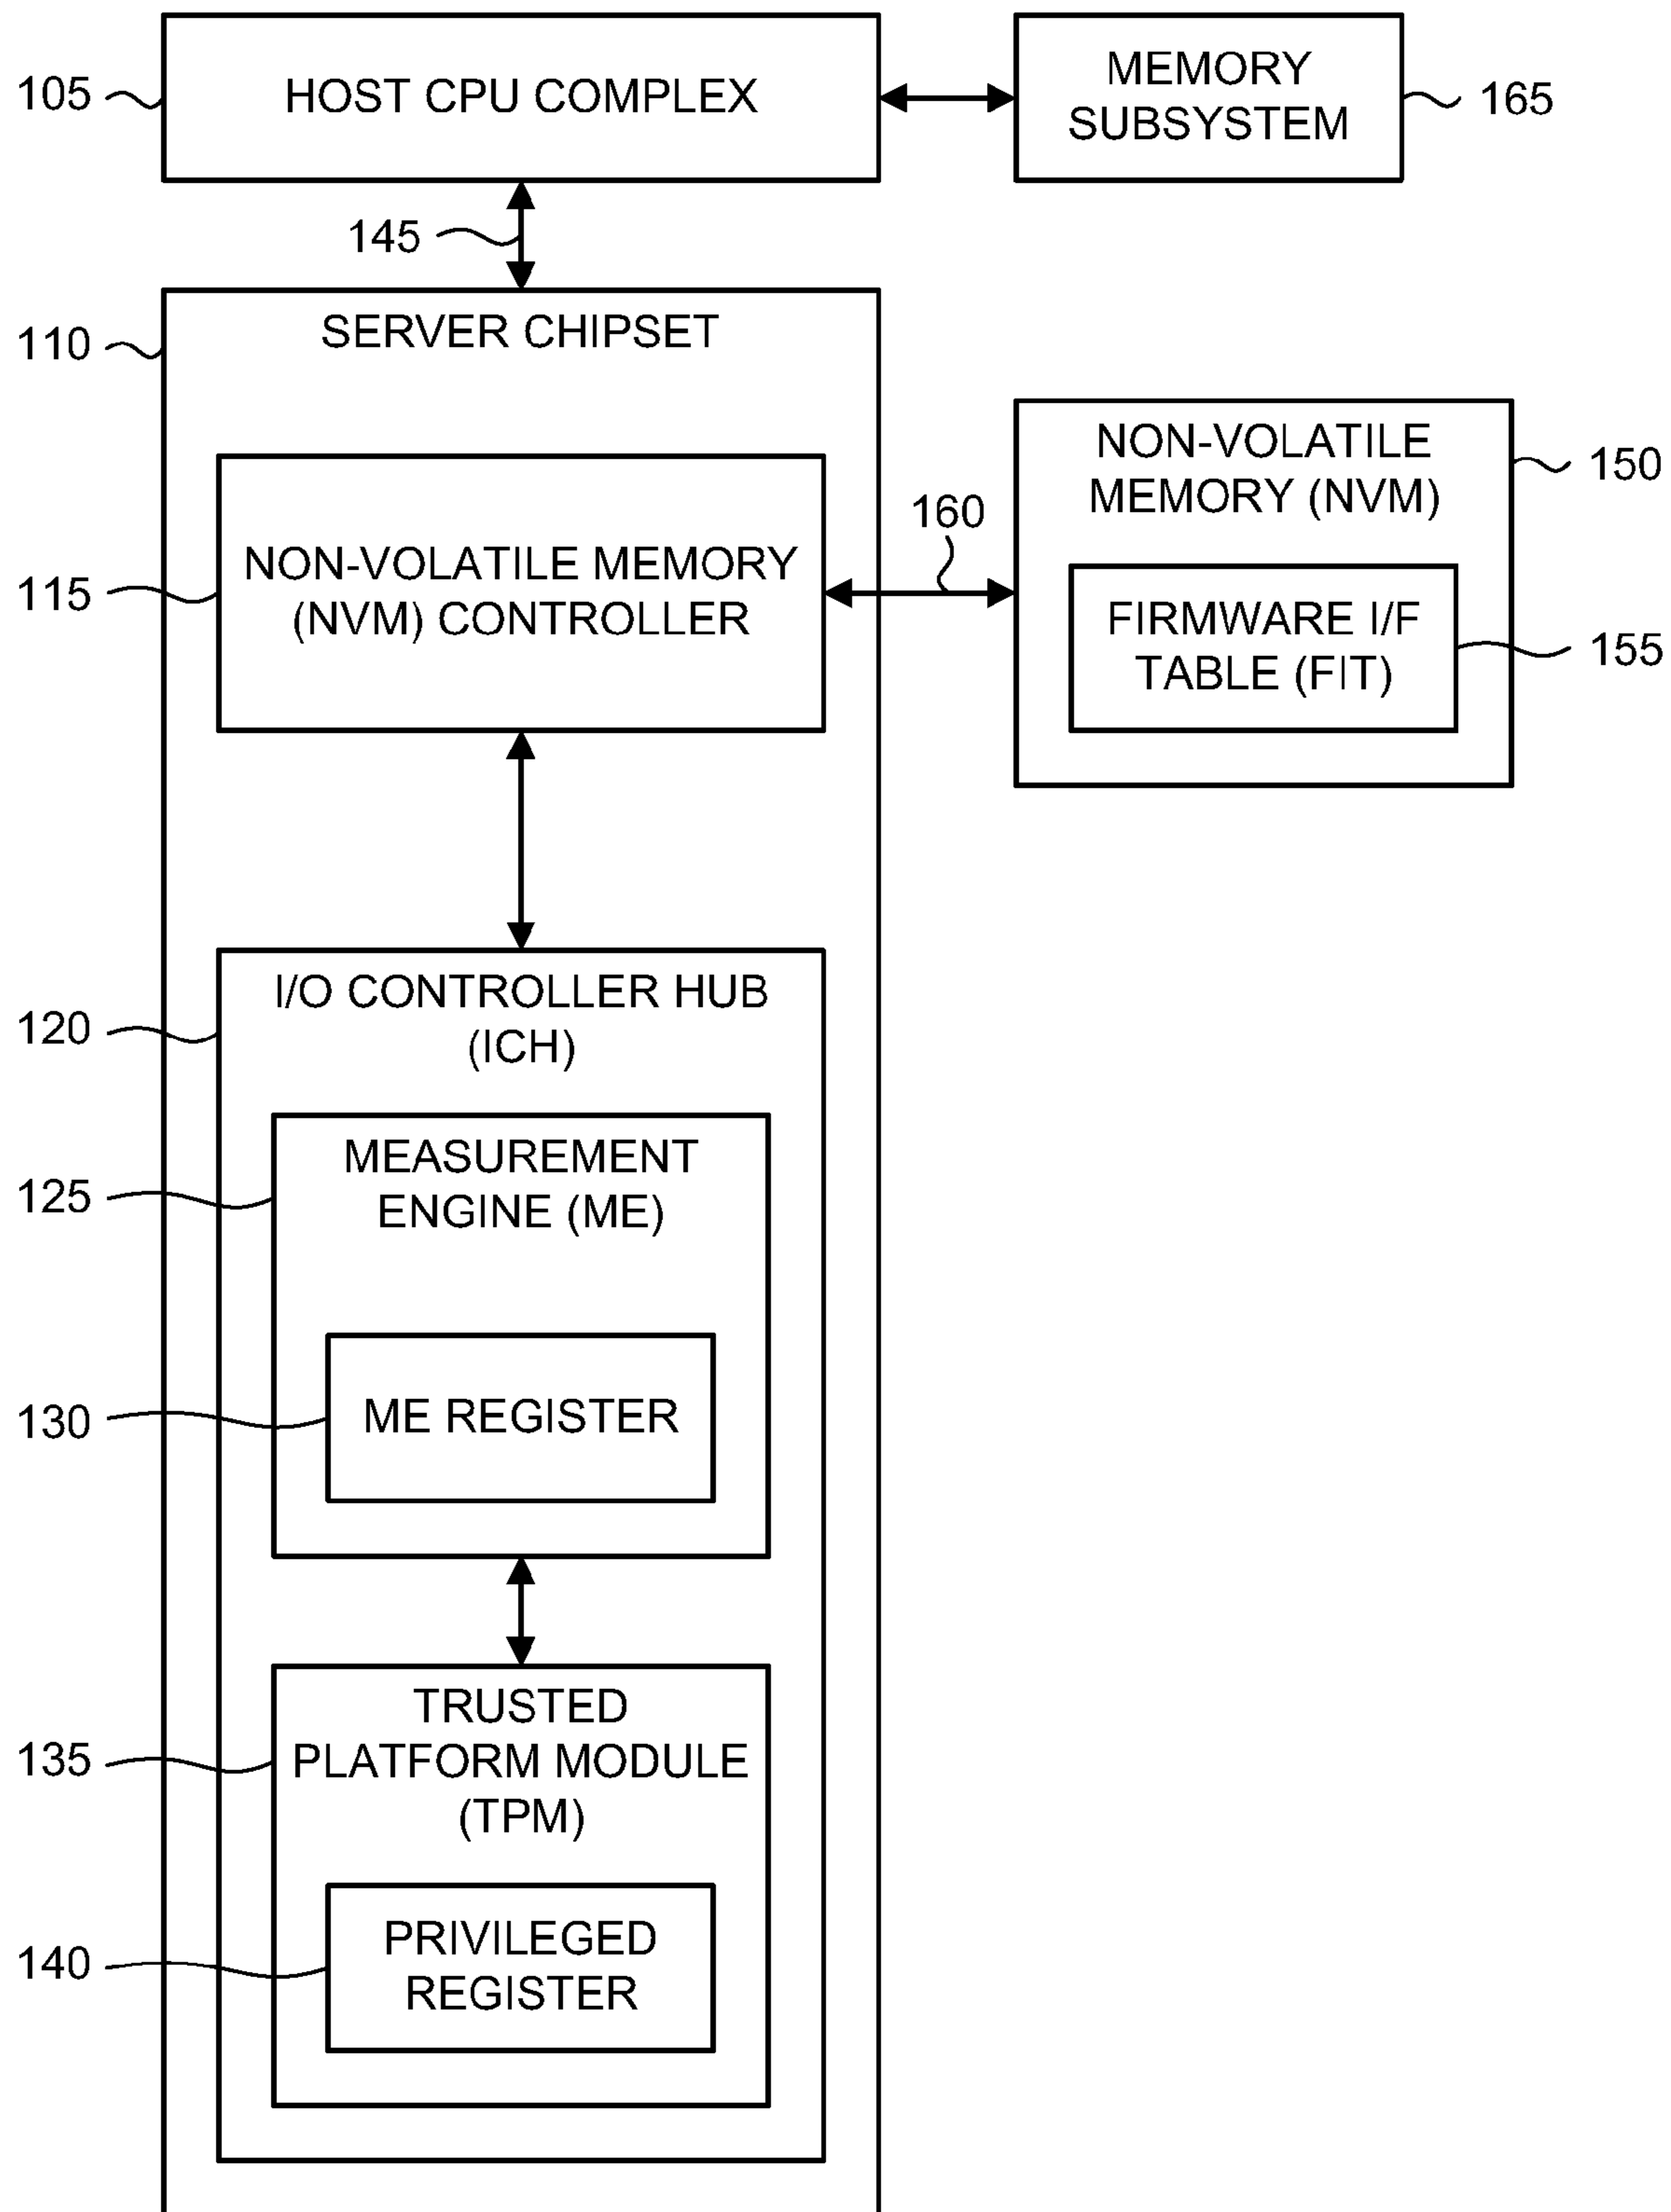 105
HOST CPU COMPLEX
MEMORY
SUBSYSTEM
165
145
110
SERVER CHIPSET
NON-VOLATILE
MEMORY (NVM)
150
160
115
NON-VOLATILE MEMORY
(NVM) CONTROLLER
FIRMWARE I/F
TABLE (FIT)
155
120
I/O CONTROLLER HUB
(ICH)
125
MEASUREMENT
ENGINE (ME)
130
ME REGISTER
135
TRUSTED
PLATFORM MODULE
(TPM)
140
PRIVILEGED
REGISTER